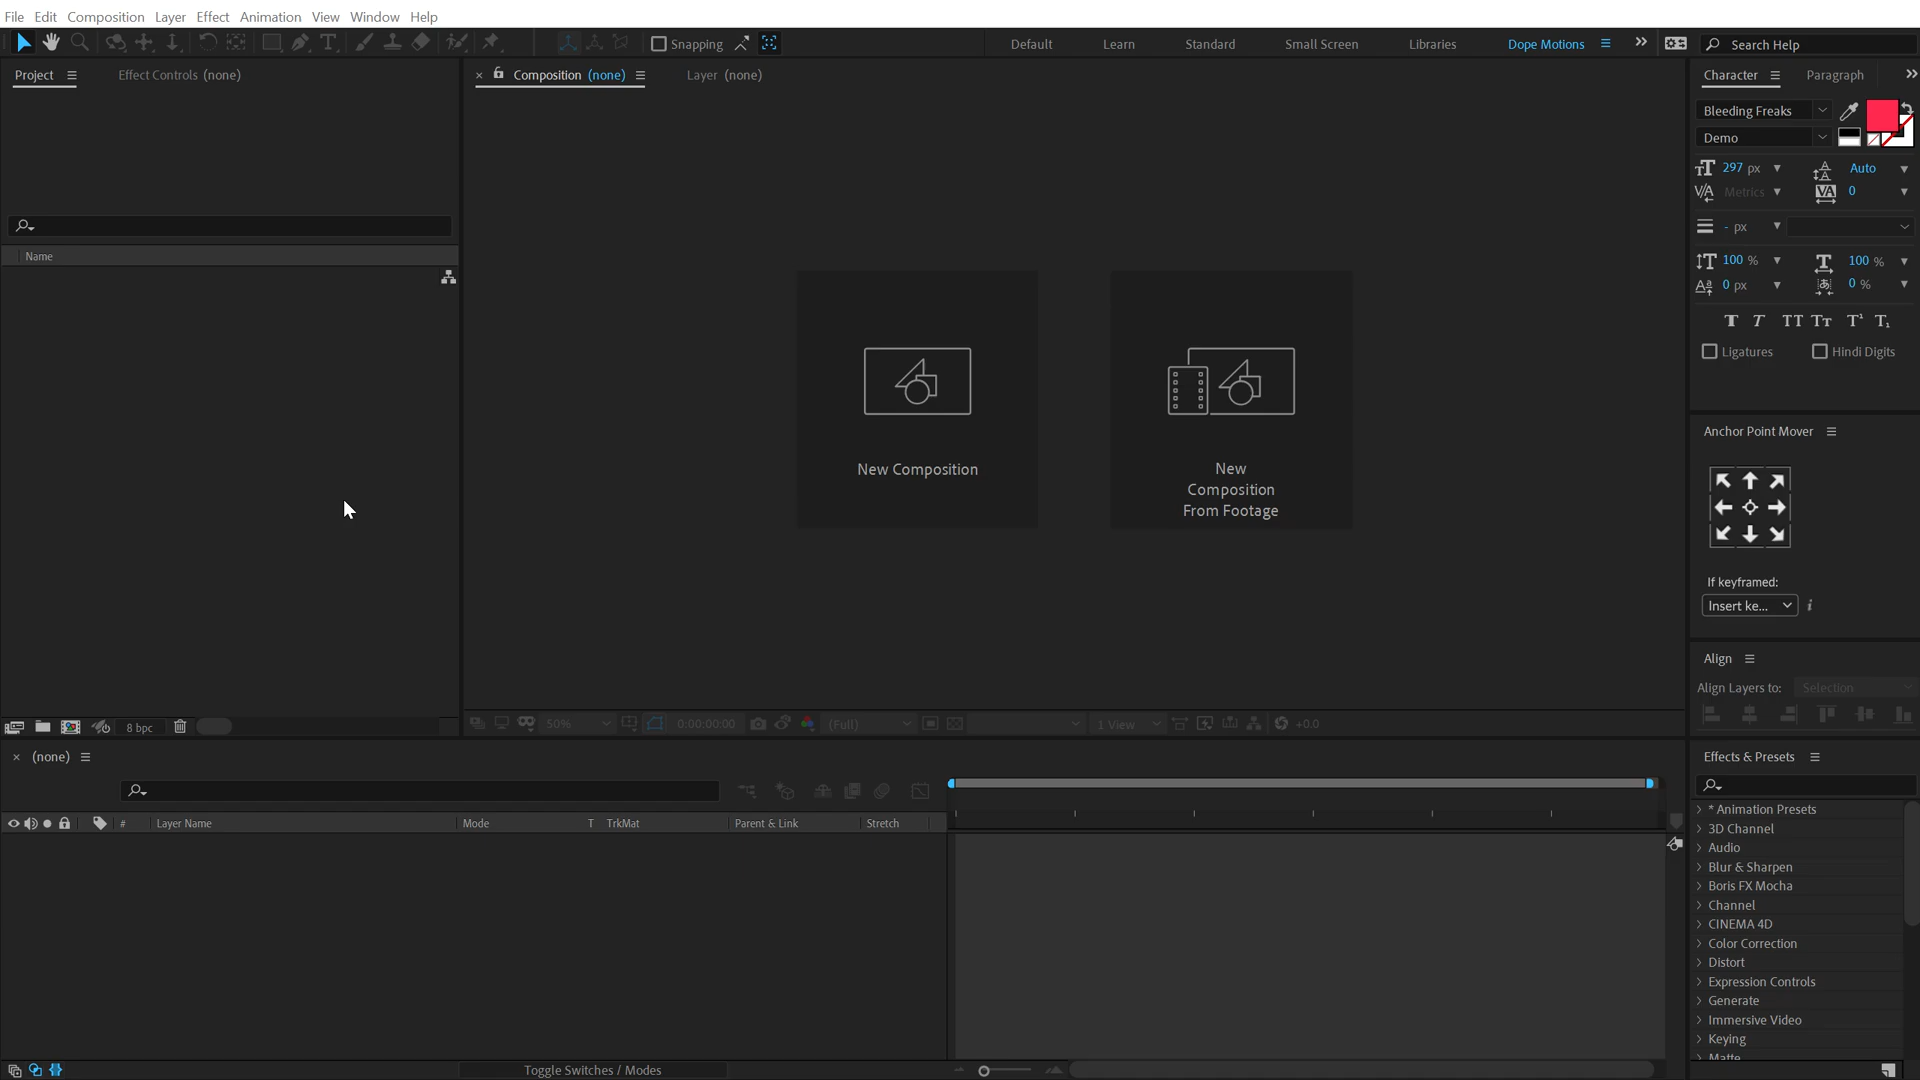 File Edit Composition Layer Effect Animation View Window Help
Snapping Default Learn Standard Small Screen Libraries Dope Motions Search Help
Project Effect Controls (none) Composition (none) Layer (none) Character Paragraph
Bleeding Freaks
Demo
297 px Auto
Metrics 0
- px
100 % 100 %
0 px 0 %
Ligatures Hindi Digits
Name
New Composition
New
Composition
From Footage
Anchor Point Mover
If keyframed:
Insert ke...
Align
Align Layers to: Selection
8 bpc 50% 0:00:00:00 (Full) 1 View +0.0
(none)
# Layer Name Mode T TrkMat Parent & Link Stretch
Effects & Presets
* Animation Presets
3D Channel
Audio
Blur & Sharpen
Boris FX Mocha
Channel
CINEMA 4D
Color Correction
Distort
Expression Controls
Generate
Immersive Video
Keying
Matte
Toggle Switches / Modes